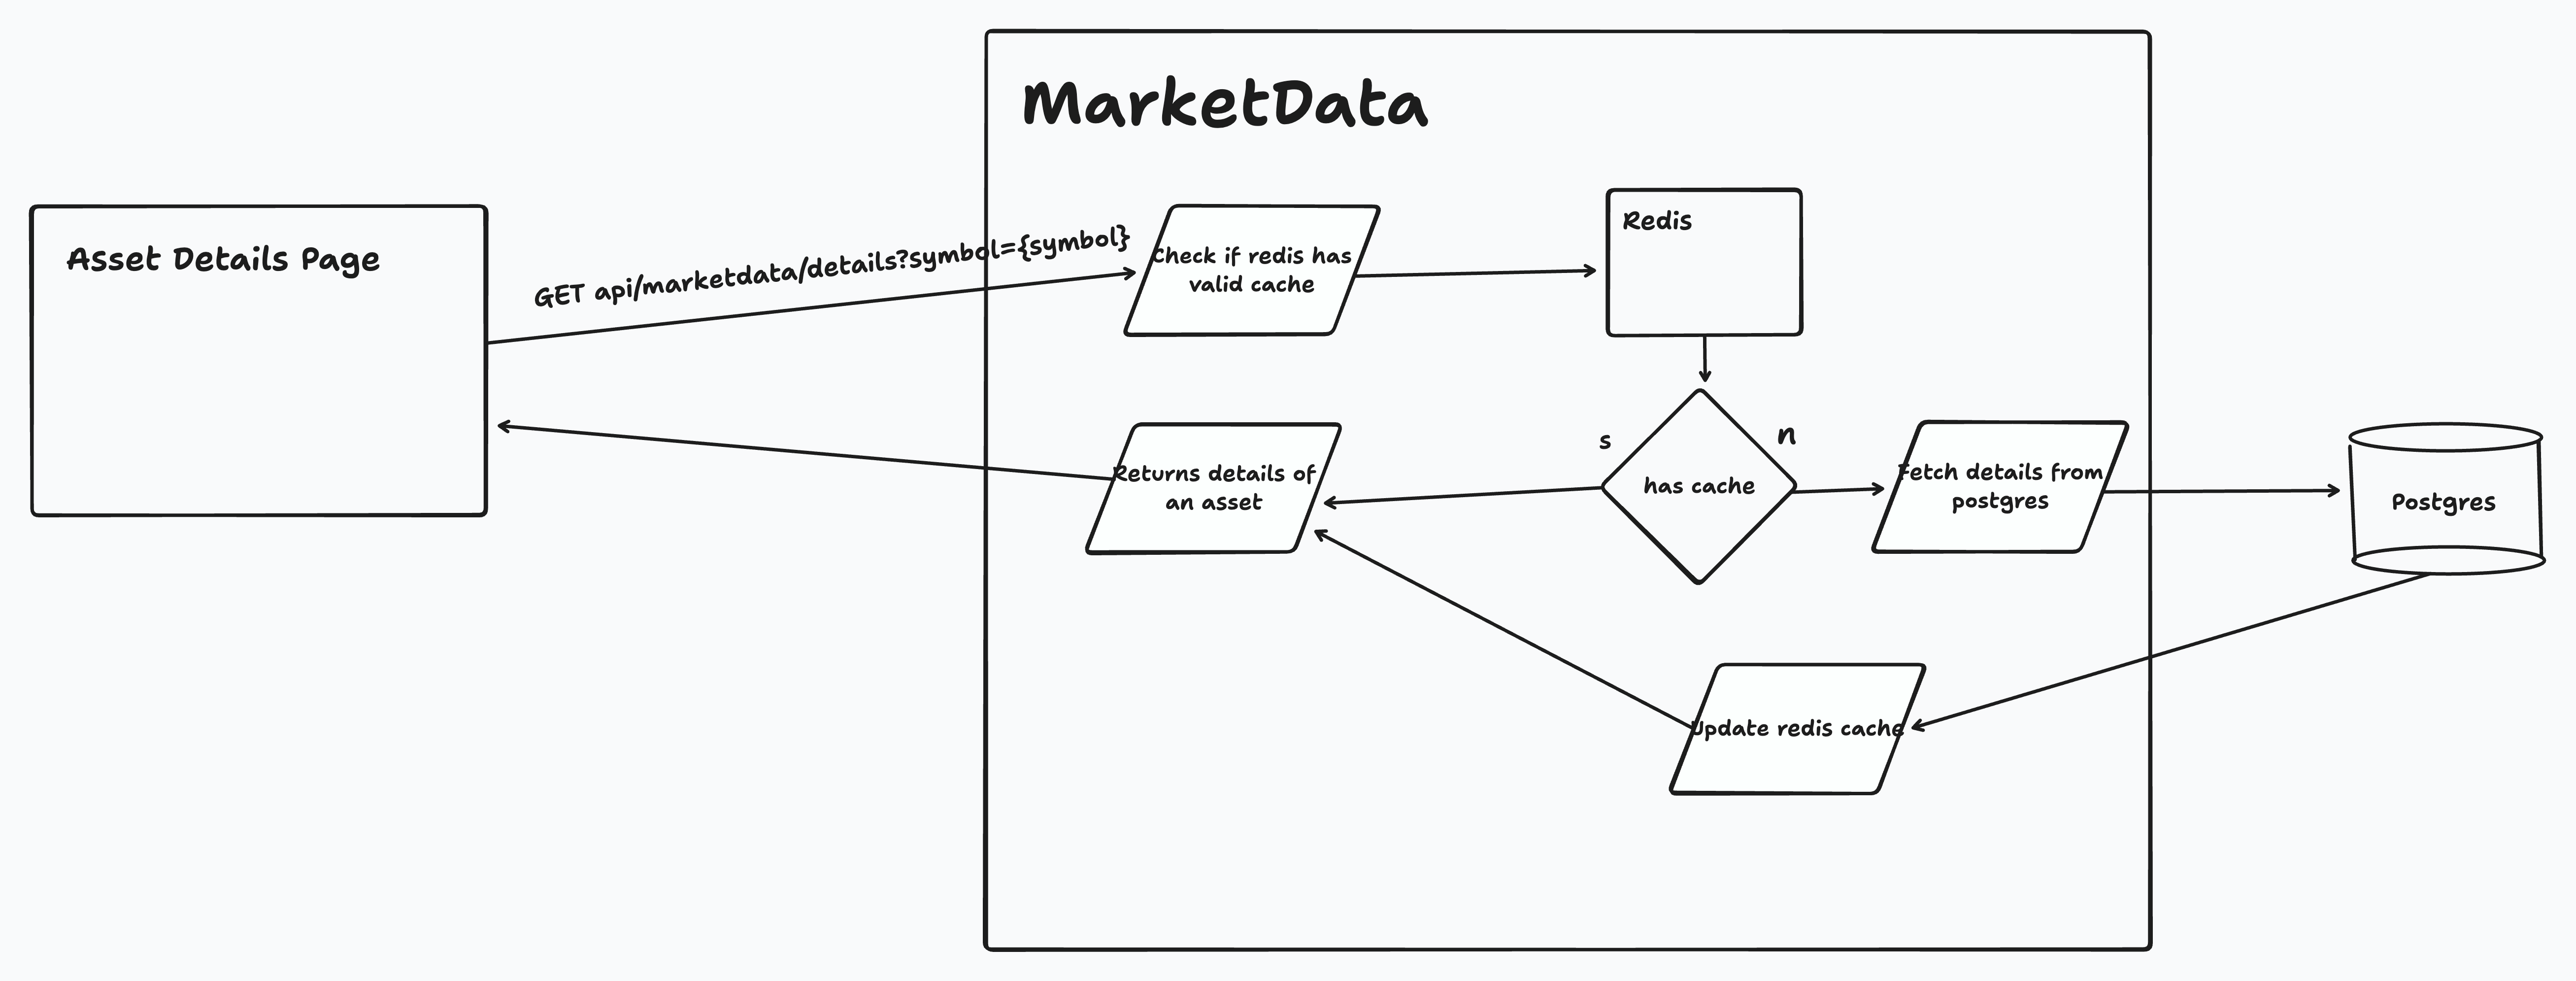 MarketData
Asset Details Page
GET api/marketdata/details?symbol={symbol}
Check if redis has
valid cache
Redis
s
n
has cache
Returns details of
an asset
Fetch details from
postgres
Postgres
Update redis cache